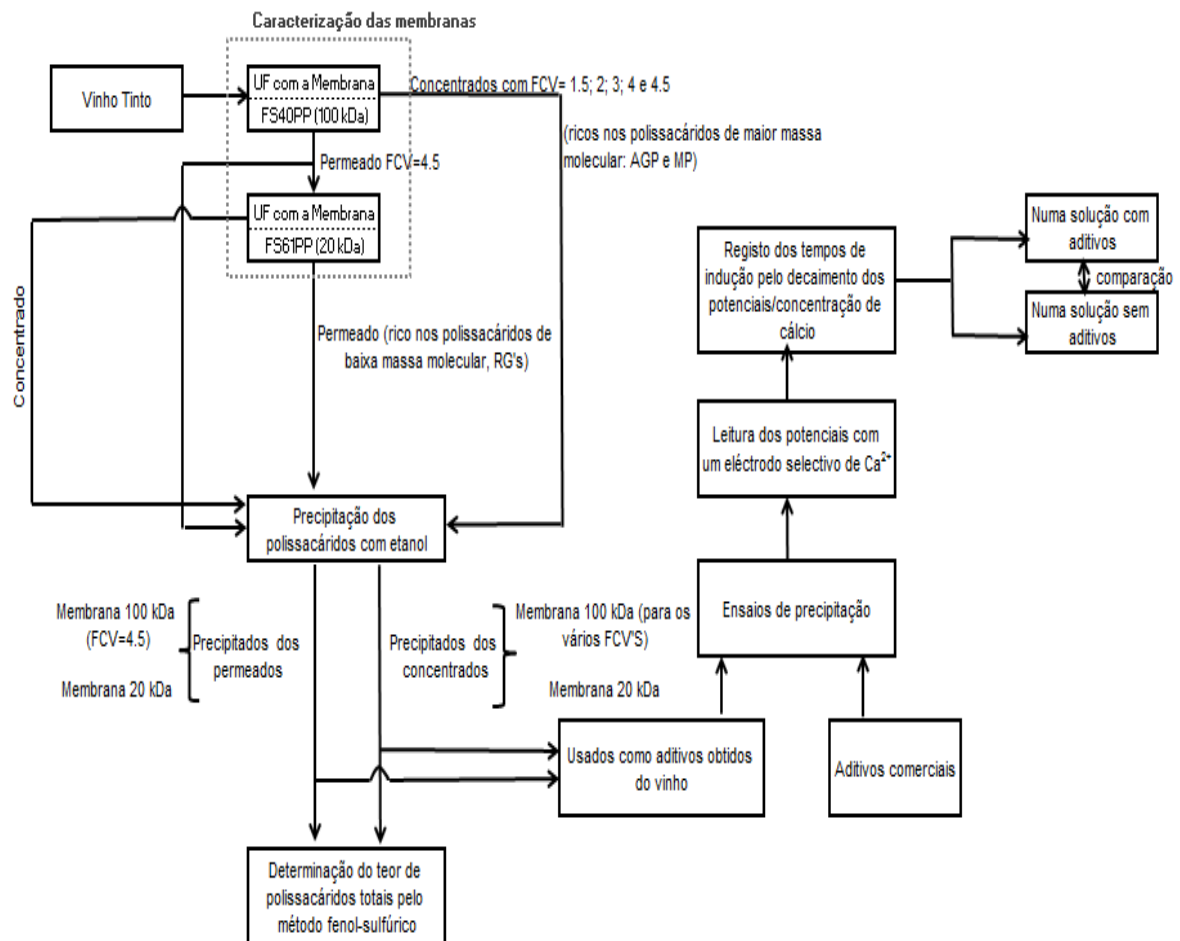 Caracterização das membranas
Vinho Tinto
UF com a Membrana
FS40PP (100 kDa)
Concentrados com FCV= 1.5; 2; 3; 4 e 4.5
(ricos nos polissacáridos de maior massa
molecular: AGP e MP)
Permeado FCV=4.5
UF com a Membrana
FS61PP (20 kDa)
Concentrado
Permeado (rico nos polissacáridos de
baixa massa molecular, RG's)
Precipitação dos
polissacáridos com etanol
Membrana 100 kDa
(FCV=4.5)
Membrana 20 kDa
Precipitados dos
permeados
Precipitados dos
concentrados
Membrana 100 kDa (para os
vários FCV'S)
Membrana 20 kDa
Determinação do teor de
polissacáridos totais pelo
método fenol-sulfúrico
Usados como aditivos obtidos
do vinho
Aditivos comerciais
Ensaios de precipitação
Leitura dos potenciais com
um eléctrodo selectivo de Ca²⁺
Registo dos tempos de
indução pelo decaimento dos
potenciais/concentração de
cálcio
Numa solução com
aditivos
comparação
Numa solução sem
aditivos